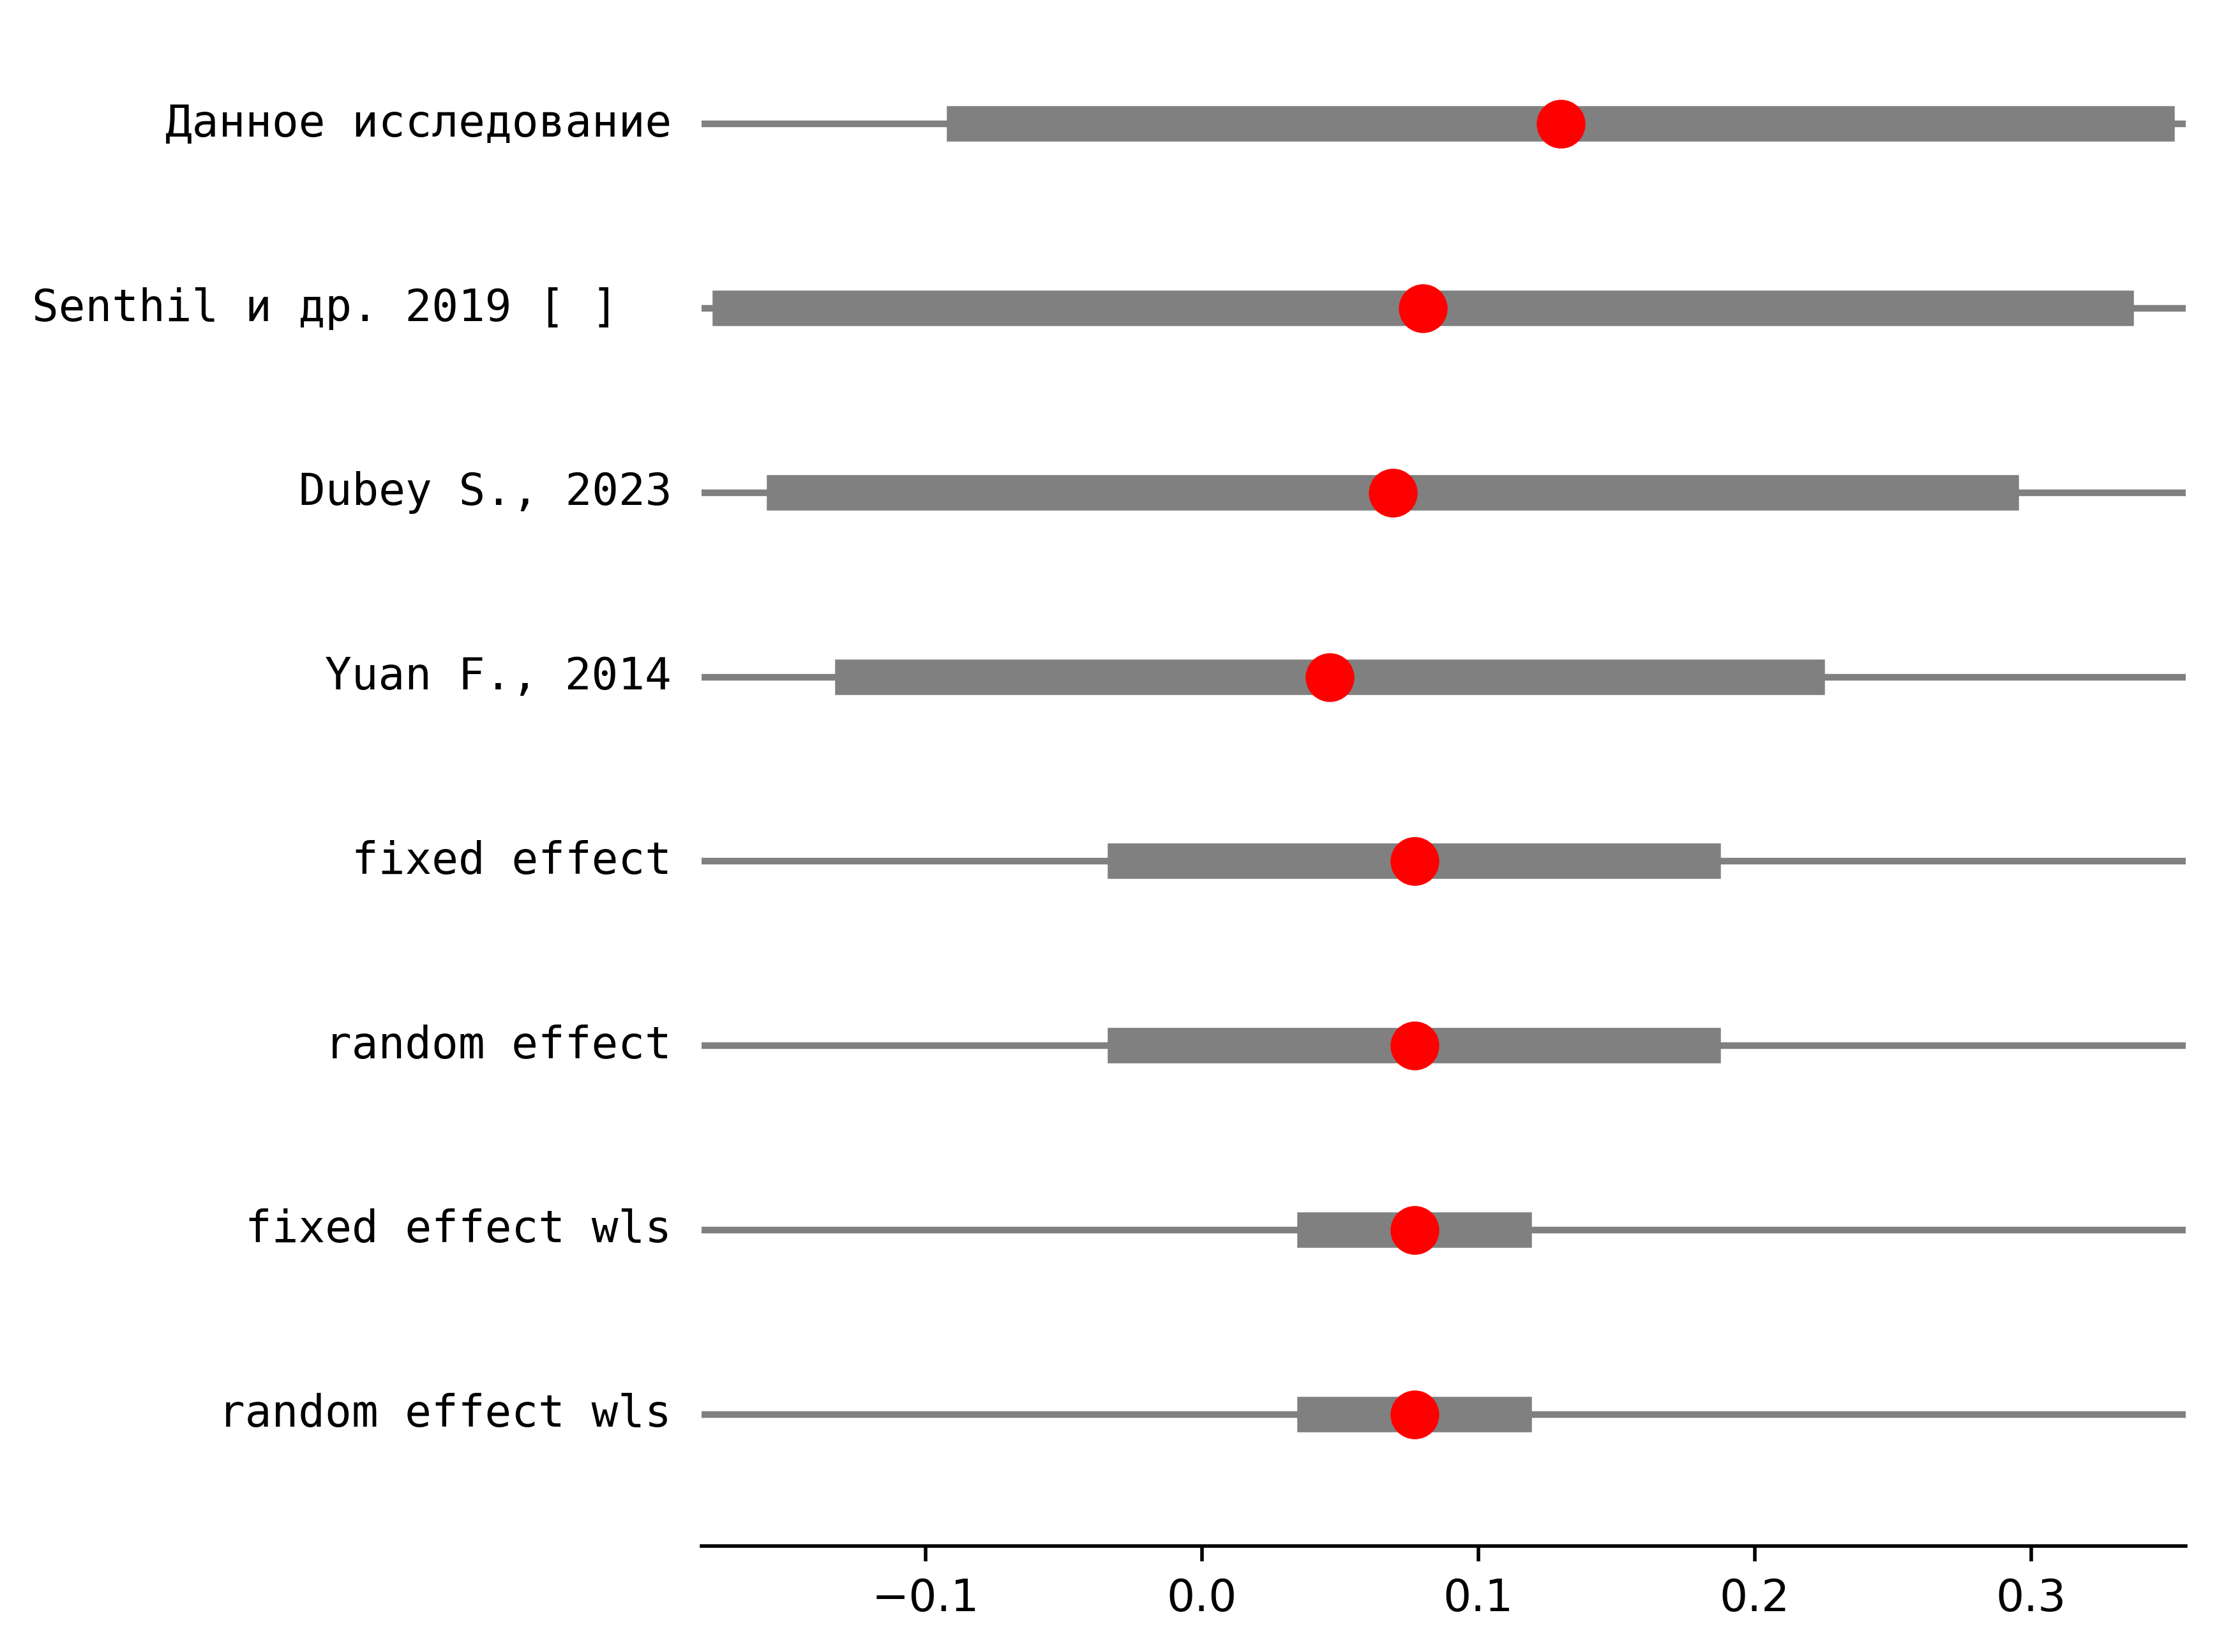 Данное исследование
Senthil и др. 2019 [ ]
Dubey S., 2023
Yuan F., 2014
fixed effect
random effect
fixed effect wls
random effect wls
−0.1 0.0 0.1 0.2 0.3